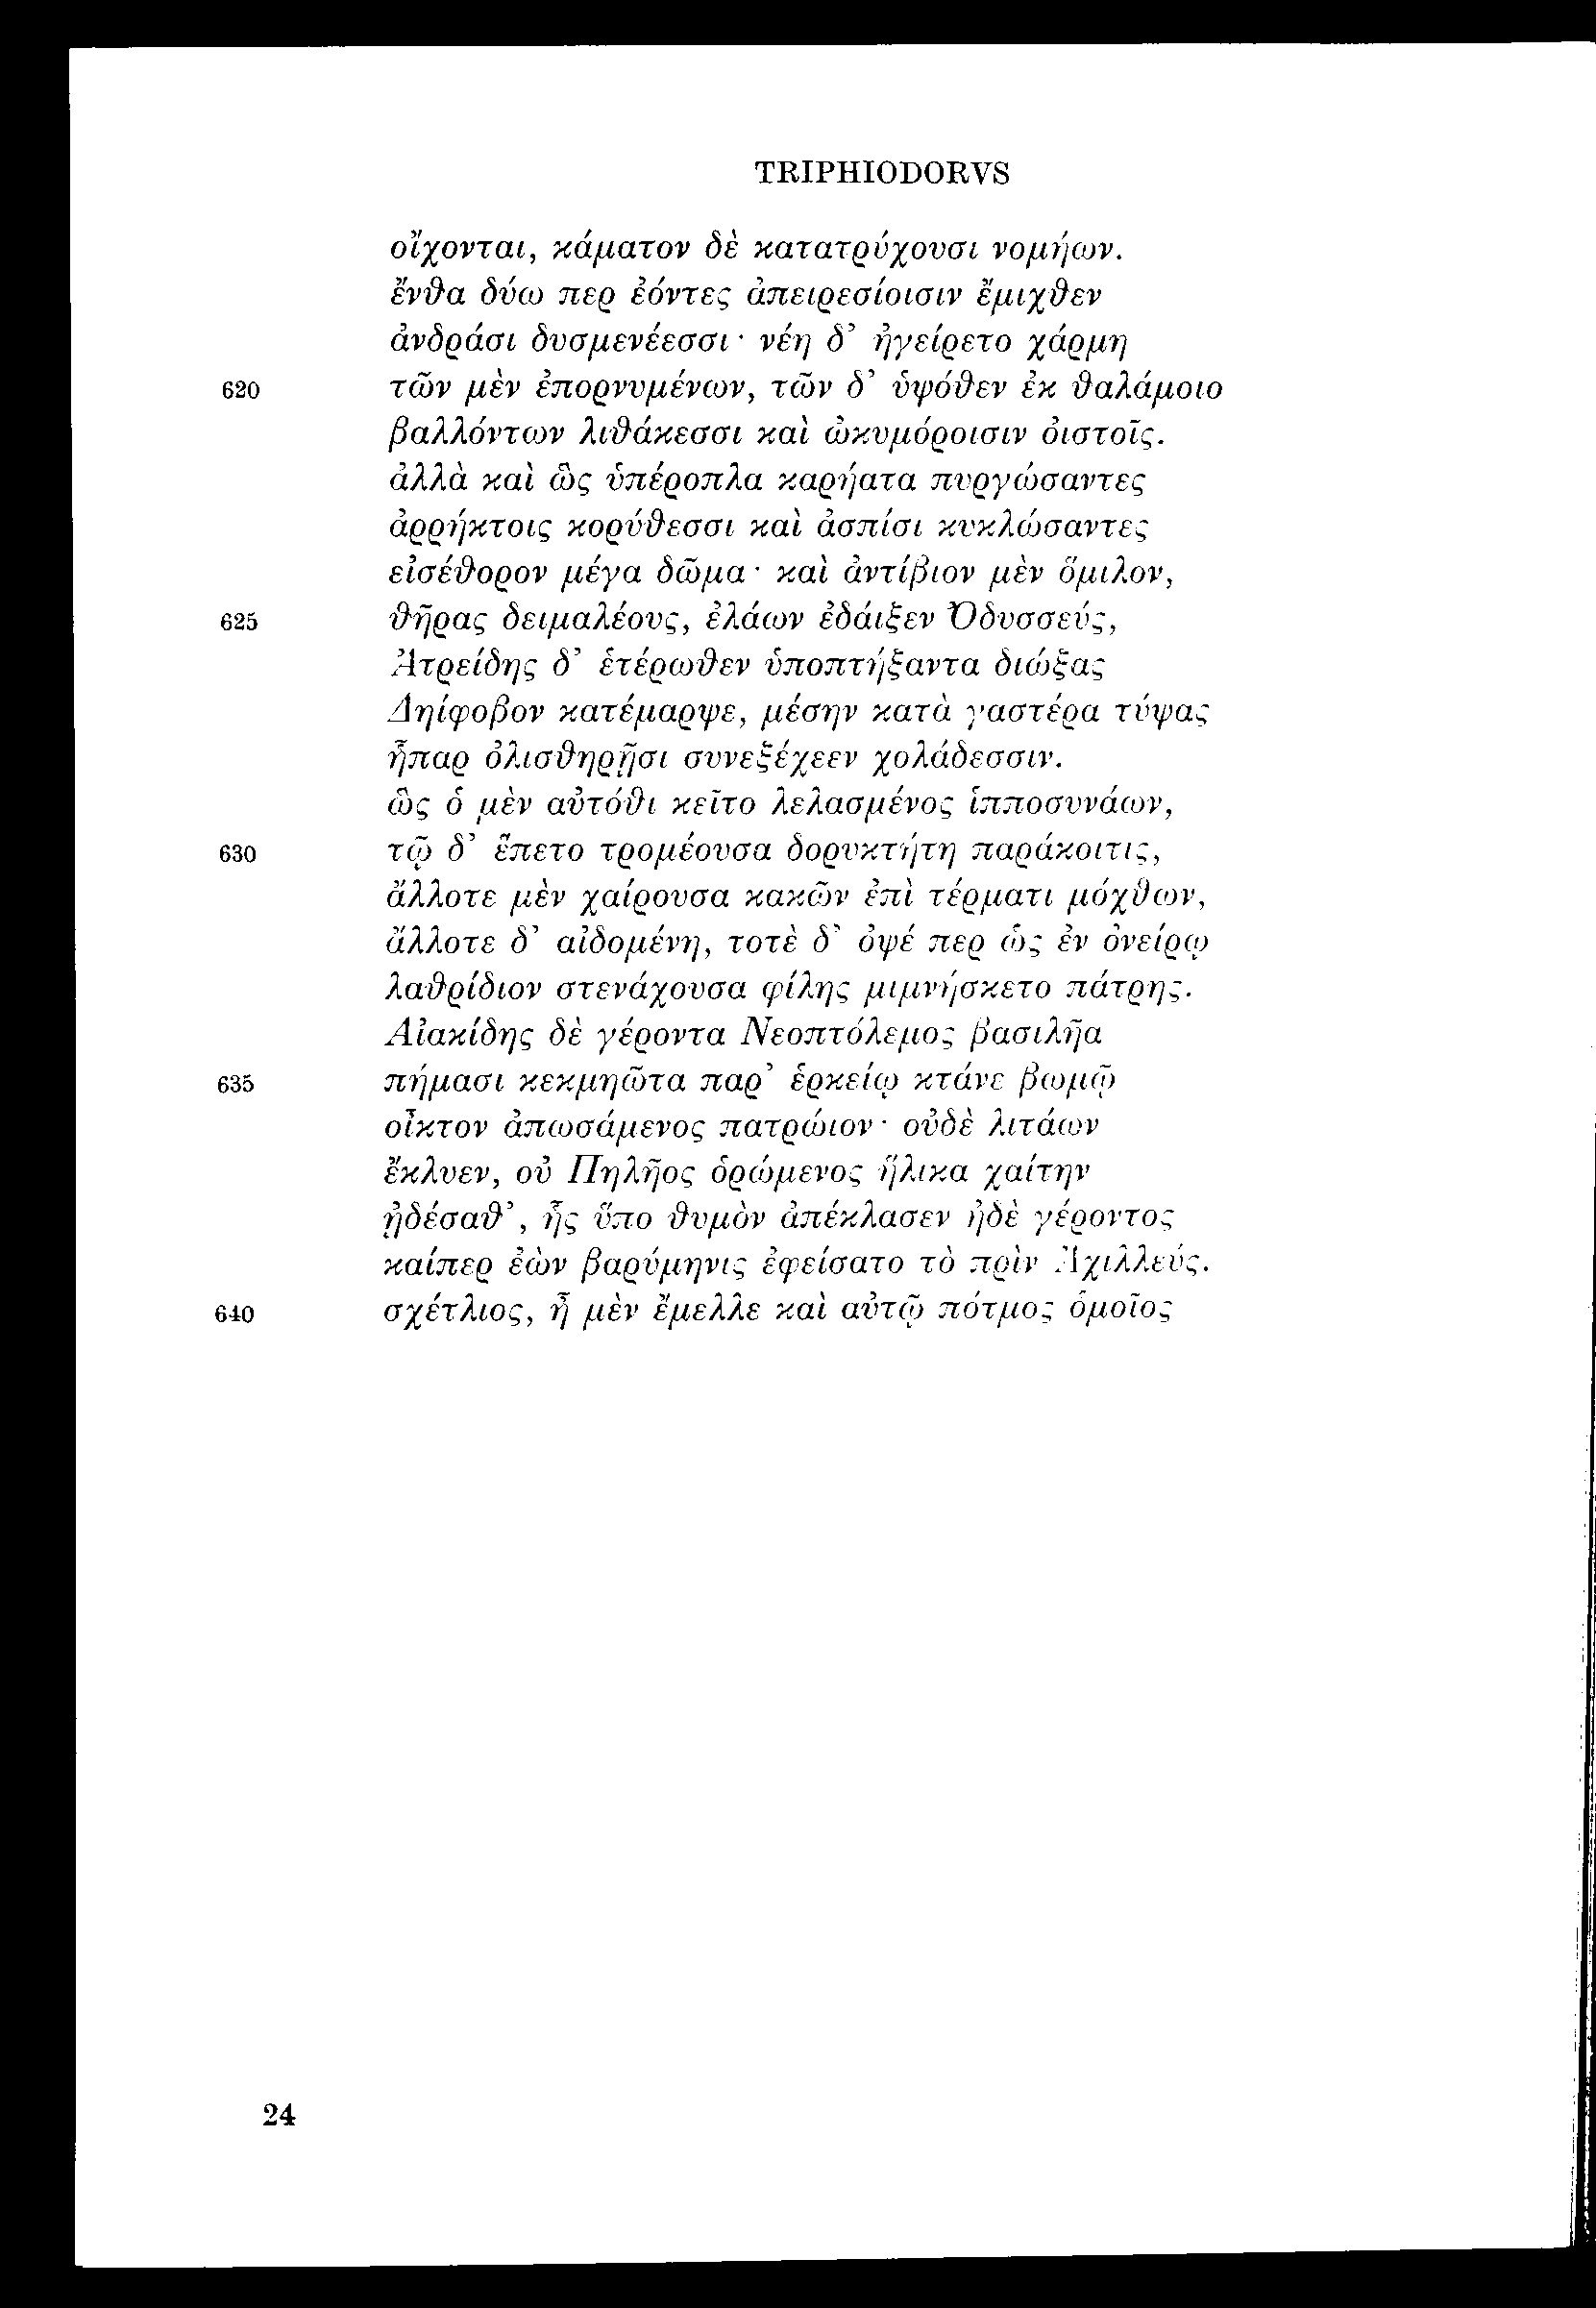 TRIPHIODORVS
οἴχονται, κάματον δὲ κατατρύχουσι νομήων.
ἔνθα δύω περ ἐόντες ἀπειρεσίοισιν ἔμιχθεν
ἀνδράσι δυσμενέεσσι· νέη δ’ ἠγείρετο χάρμη
620 τῶν μὲν ἐπορνυμένων, τῶν δ’ ὑψόθεν ἐκ θαλάμοιο
βαλλόντων λιθάκεσσι καὶ ὠκυμόροισιν ὀιστοῖς.
ἀλλὰ καὶ ὣς ὑπέροπλα καρήατα πυργώσαντες
ἀρρήκτοις κορύθεσσι καὶ ἀσπίσι κυκλώσαντες
εἰσέθορον μέγα δῶμα· καὶ ἀντίβιον μὲν ὅμιλον,
625 θῆρας δειμαλέους, ἐλάων ἐδάιξεν Ὀδυσσεύς,
Ἀτρείδης δ’ ἑτέρωθεν ὑποπτήξαντα διώξας
Δηίφοβον κατέμαρψε, μέσην κατὰ γαστέρα τύψας
ἧπαρ ὀλισθηρῇσι συνεξέχεεν χολάδεσσιν.
ὣς ὁ μὲν αὐτόθι κεῖτο λελασμένος ἱπποσυνάων,
630 τῷ δ’ ἕπετο τρομέουσα δορυκτήτη παράκοιτις,
ἄλλοτε μὲν χαίρουσα κακῶν ἐπὶ τέρματι μόχθων,
ἄλλοτε δ’ αἰδομένη, τοτὲ δ’ ὀψέ περ ὡς ἐν ὀνείρῳ
λαθρίδιον στενάχουσα φίλης μιμνήσκετο πάτρης.
Αἰακίδης δὲ γέροντα Νεοπτόλεμος βασιλῆα
635 πήμασι κεκμηῶτα παρ’ ἑρκείῳ κτάνε βωμῷ
οἶκτον ἀπωσάμενος πατρώιον· οὐδὲ λιτάων
ἔκλυεν, οὐ Πηλῆος ὁρώμενος ἥλικα χαίτην
ᾐδέσαθ’, ἧς ὕπο θυμὸν ἀπέκλασεν ἠδὲ γέροντος
καίπερ ἐὼν βαρύμηνις ἐφείσατο τὸ πρὶν Ἀχιλλεύς.
640 σχέτλιος, ἦ μὲν ἔμελλε καὶ αὐτῷ πότμος ὁμοῖος
24